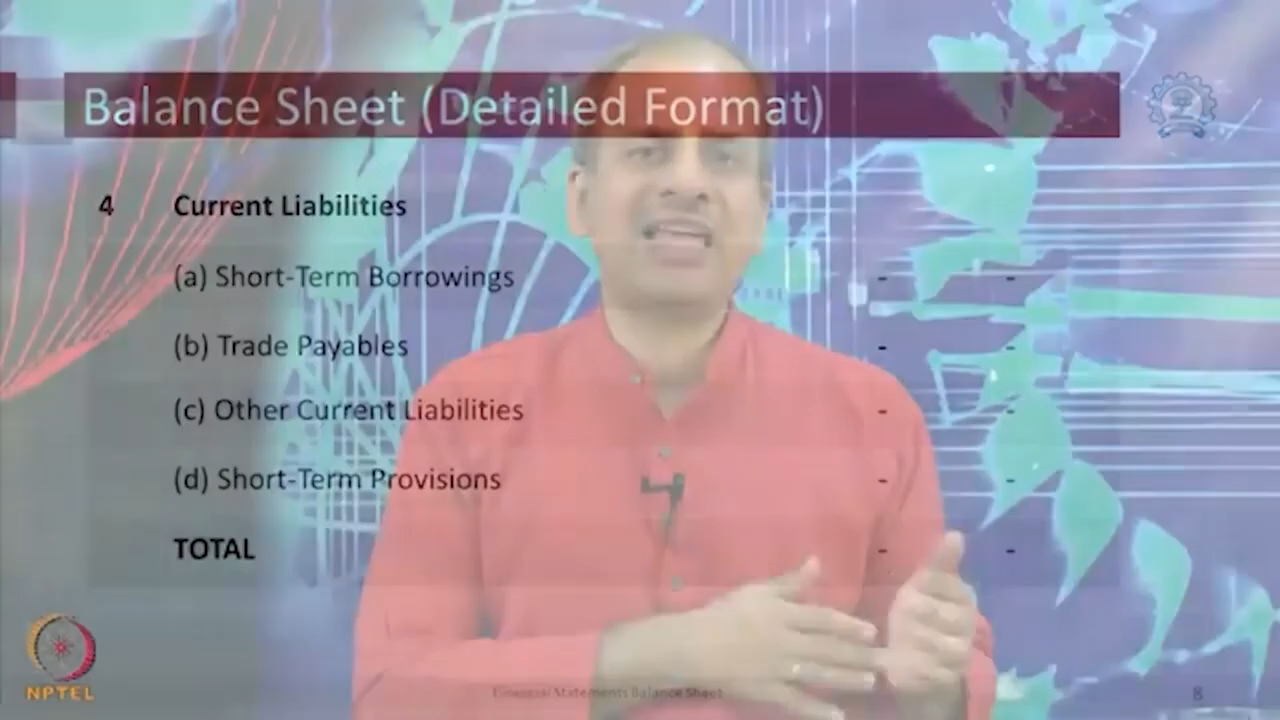 Balance Sheet (Detailed Format)
4 Current Liabilities
(a) Short-Term Borrowings - -
(b) Trade Payables - -
(c) Other Current Liabilities - -
(d) Short-Term Provisions - -
TOTAL - -
NPTEL
Financial Statements Balance Sheet
8